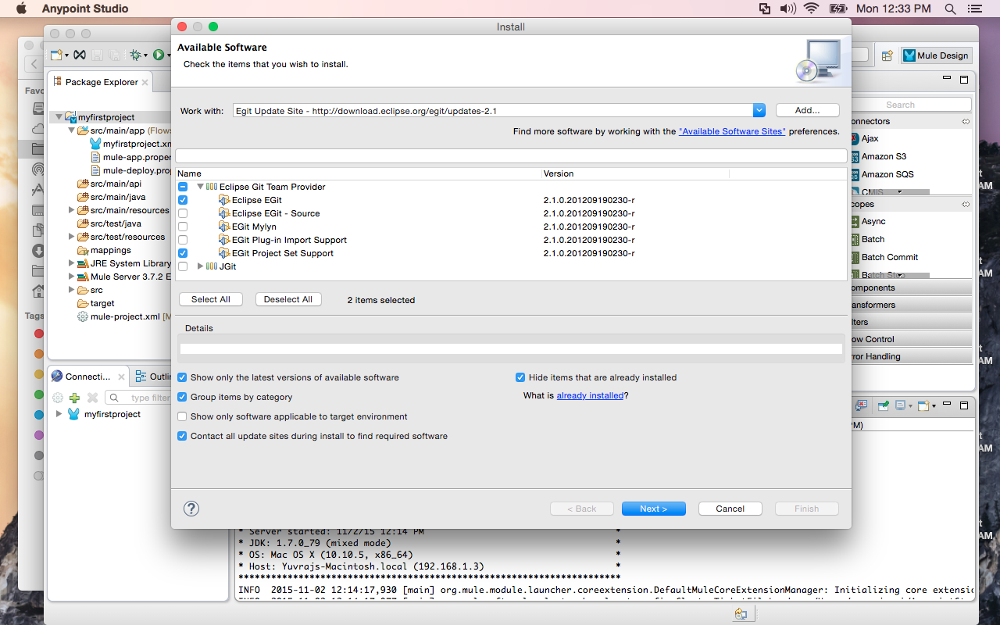 Anypoint Studio
Mon 12:33 PM
Install
Available Software
Check the items that you wish to install.
Mule Design
Favo
Package Explorer
Work with:
Egit Update Site - http://download.eclipse.org/egit/updates-2.1
Add...
Search
Find more software by working with the "Available Software Sites" preferences.
myfirstproject
src/main/app (Flows
myfirstproject.xm
mule-app.proper
mule-deploy.prop
src/main/api
src/main/java
src/main/resources
src/test/java
src/test/resources
mappings
JRE System Library
Mule Server 3.7.2 E
src
target
mule-project.xml [M
Tags
Name
Version
Eclipse Git Team Provider
Eclipse EGit
2.1.0.201209190230-r
Eclipse EGit - Source
2.1.0.201209190230-r
EGit Mylyn
2.1.0.201209190230-r
EGit Plug-in Import Support
2.1.0.201209190230-r
EGit Project Set Support
2.1.0.201209190230-r
JGit
Select All
Deselect All
2 items selected
Details
Show only the latest versions of available software
Group items by category
Show only software applicable to target environment
Contact all update sites during install to find required software
Hide items that are already installed
What is already installed?
< Back
Next >
Cancel
Finish
onnectors
Ajax
Amazon S3
Amazon SQS
CMIS
copes
Async
Batch
Batch Commit
Batch Step
omponents
ansformers
lters
ow Control
rror Handling
Connecti...
Outlin
type filter
myfirstproject
PM)
t
AM
t
AM
t
AM
t
AM
* Server started: 11/2/15 12:14 PM *
* JDK: 1.7.0_79 (mixed mode) *
* OS: Mac OS X (10.10.5, x86_64) *
* Host: Yuvrajs-Macintosh.local (192.168.1.3) *
**********************************************************************
INFO 2015-11-02 12:14:17,930 [main] org.mule.module.launcher.coreextension.DefaultMuleCoreExtensionManager: Initializing core extensio